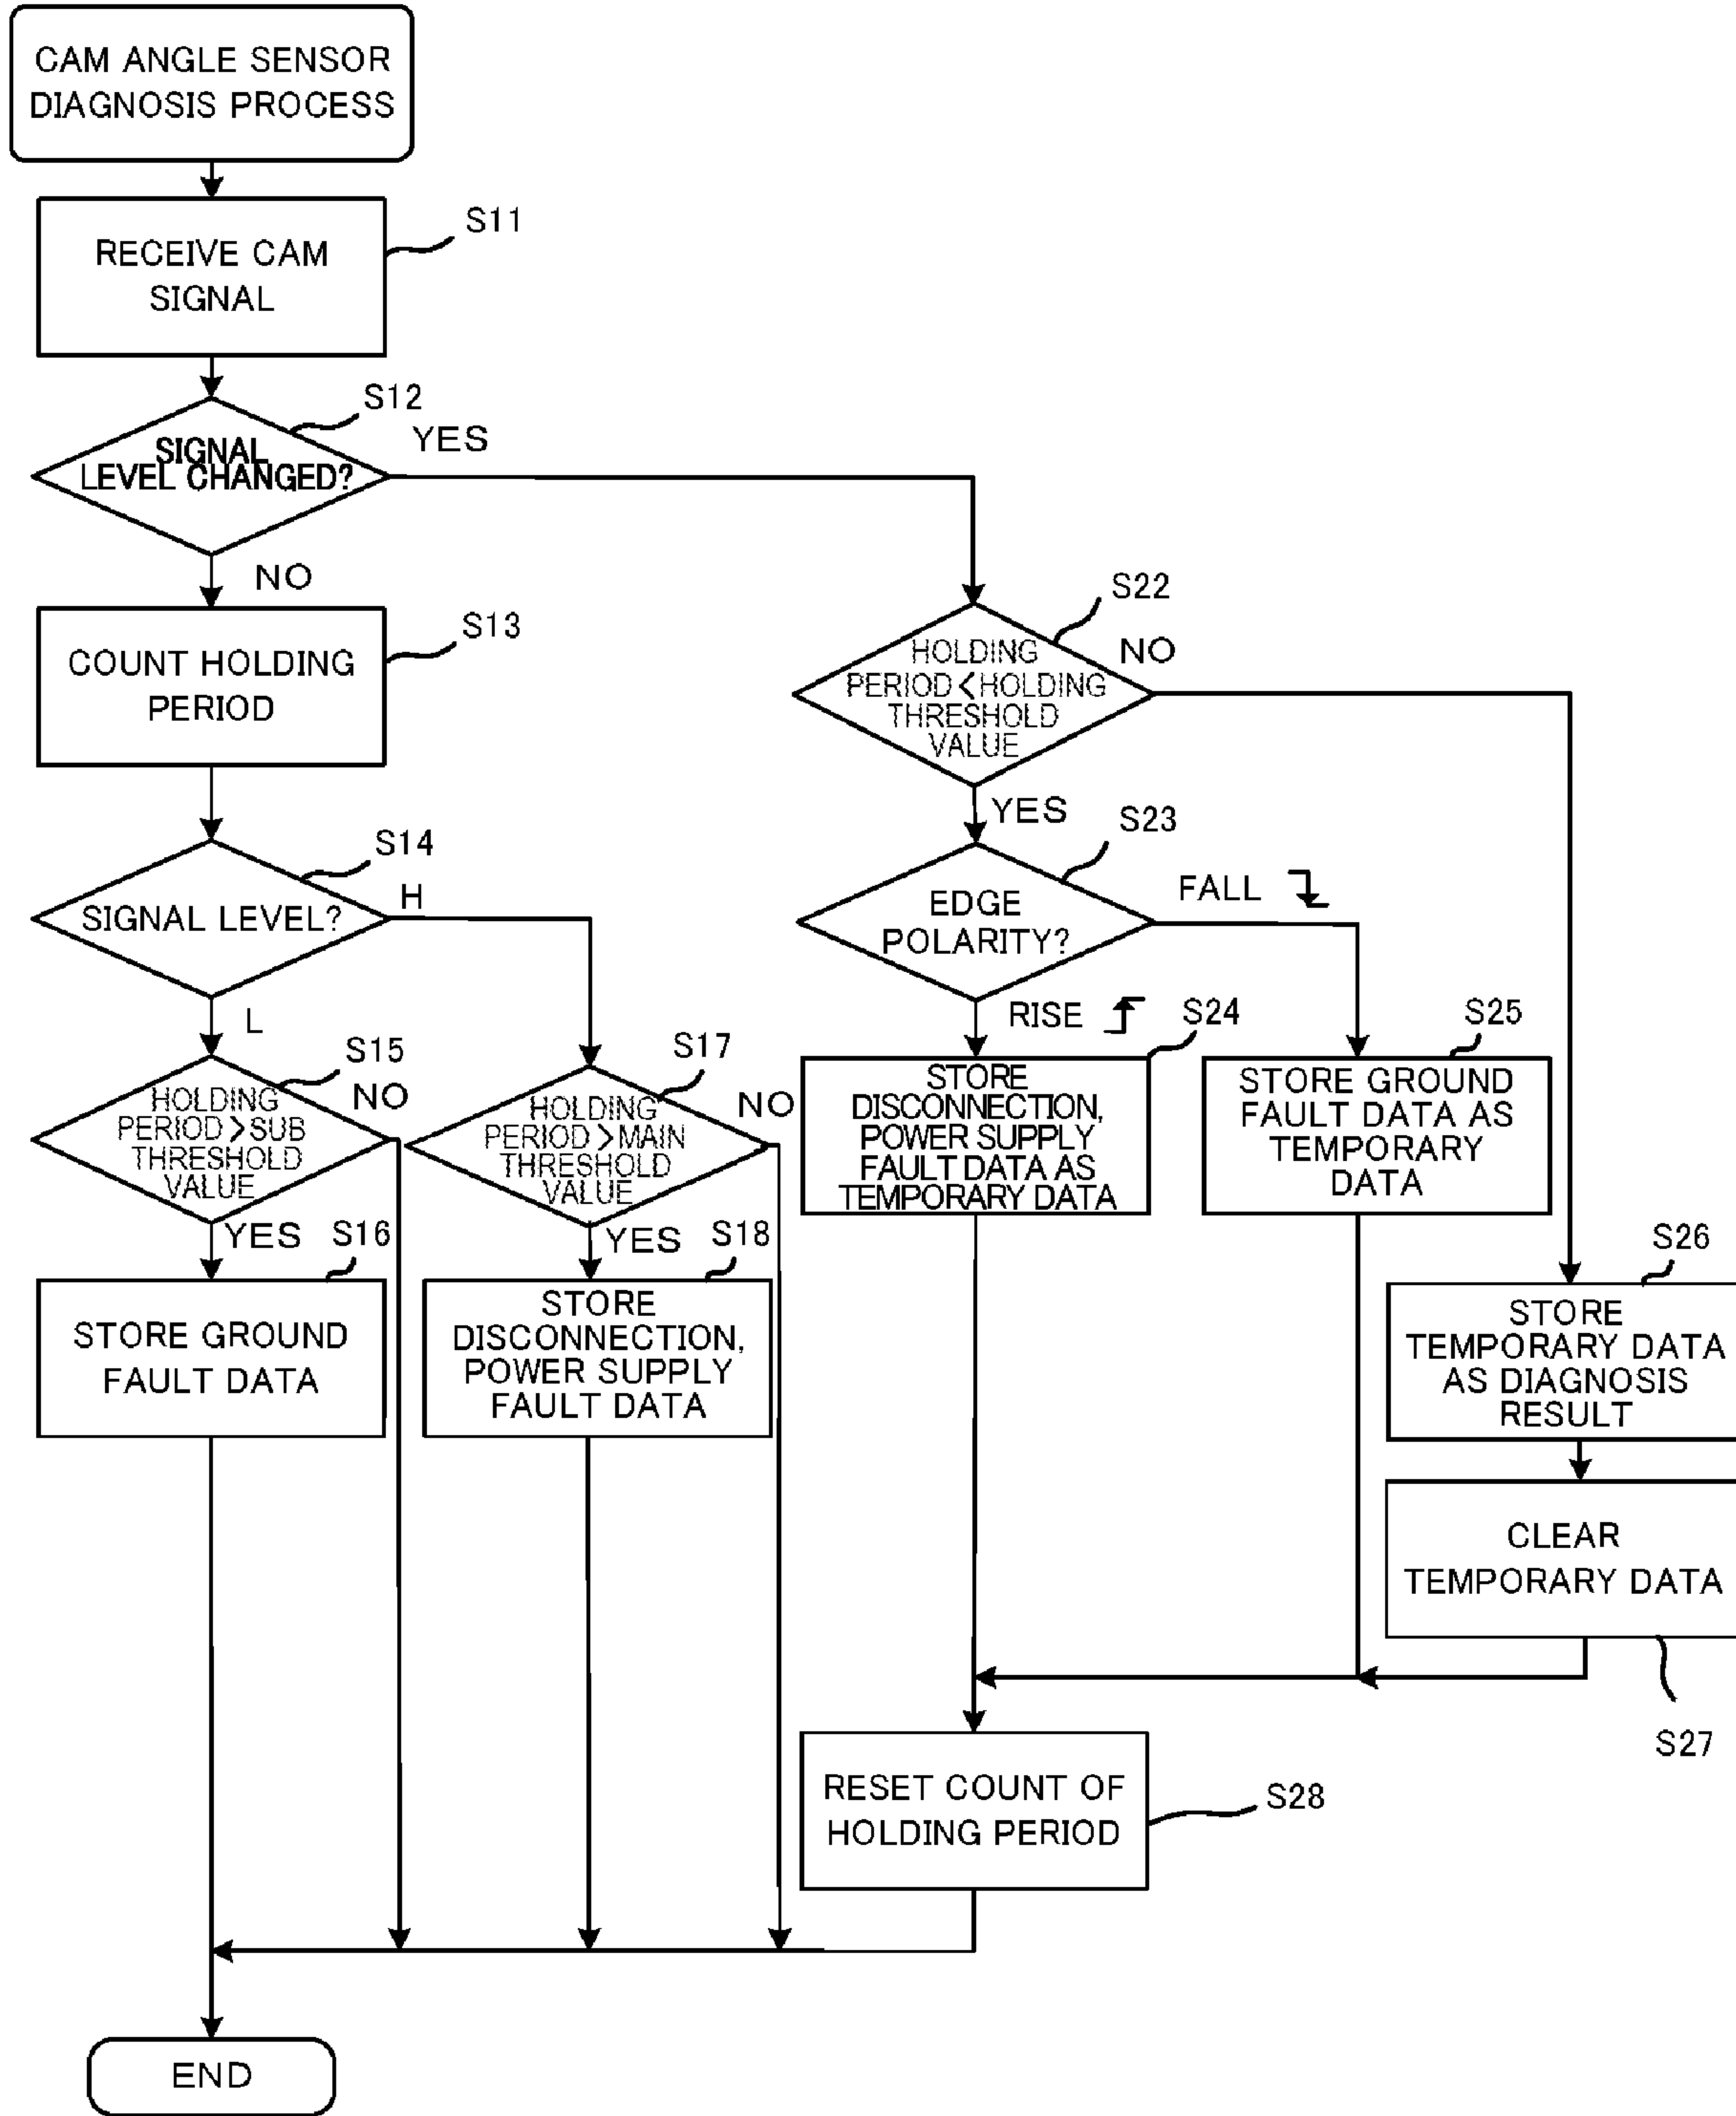 CAM ANGLE SENSOR
DIAGNOSIS PROCESS
S11
RECEIVE CAM
SIGNAL
S12
SIGNAL
LEVEL CHANGED?
YES
NO
S13
COUNT HOLDING
PERIOD
S14
SIGNAL LEVEL?
H
L
S15
HOLDING
PERIOD>SUB
THRESHOLD
VALUE
NO
YES
S16
STORE GROUND
FAULT DATA
S17
HOLDING
PERIOD>MAIN
THRESHOLD
VALUE
NO
YES
S18
STORE
DISCONNECTION,
POWER SUPPLY
FAULT DATA
S22
HOLDING
PERIOD<HOLDING
THRESHOLD
VALUE
NO
YES
S23
EDGE
POLARITY?
FALL
RISE
S24
STORE
DISCONNECTION,
POWER SUPPLY
FAULT DATA AS
TEMPORARY DATA
S25
STORE GROUND
FAULT DATA AS
TEMPORARY
DATA
S26
STORE
TEMPORARY DATA
AS DIAGNOSIS
RESULT
CLEAR
TEMPORARY DATA
S27
RESET COUNT OF
HOLDING PERIOD
S28
END